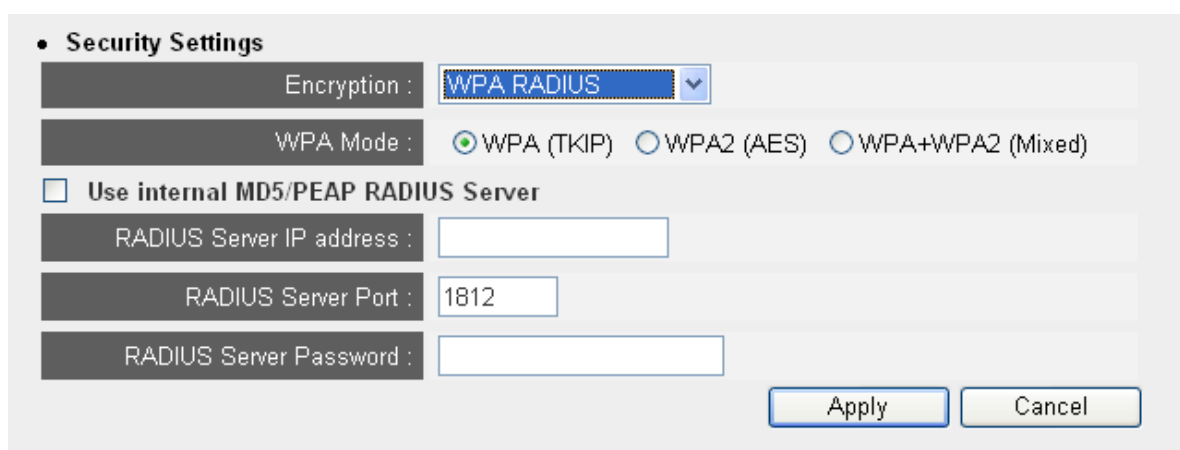 • Security Settings
Encryption : WPA RADIUS
WPA Mode : WPA (TKIP) WPA2 (AES) WPA+WPA2 (Mixed)
Use internal MD5/PEAP RADIUS Server
RADIUS Server IP address :
RADIUS Server Port : 1812
RADIUS Server Password :
Apply Cancel